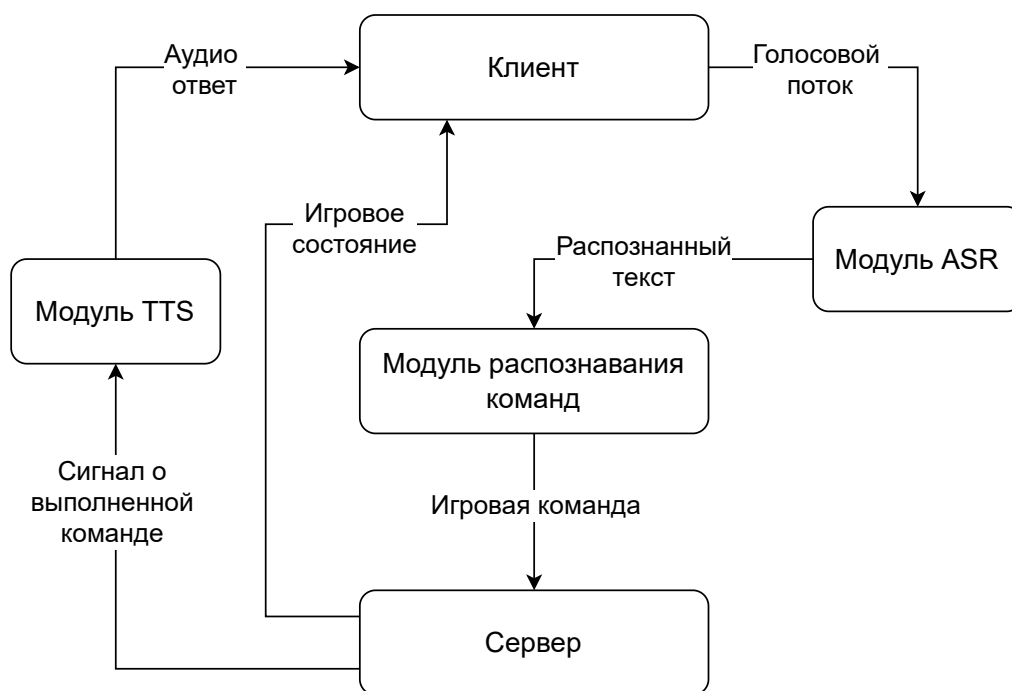 Аудио
ответ
Клиент
Голосовой
поток
Игровое
состояние
Распознанный
текст
Модуль ASR
Модуль TTS
Модуль распознавания
команд
Сигнал о
выполненной
команде
Игровая команда
Сервер